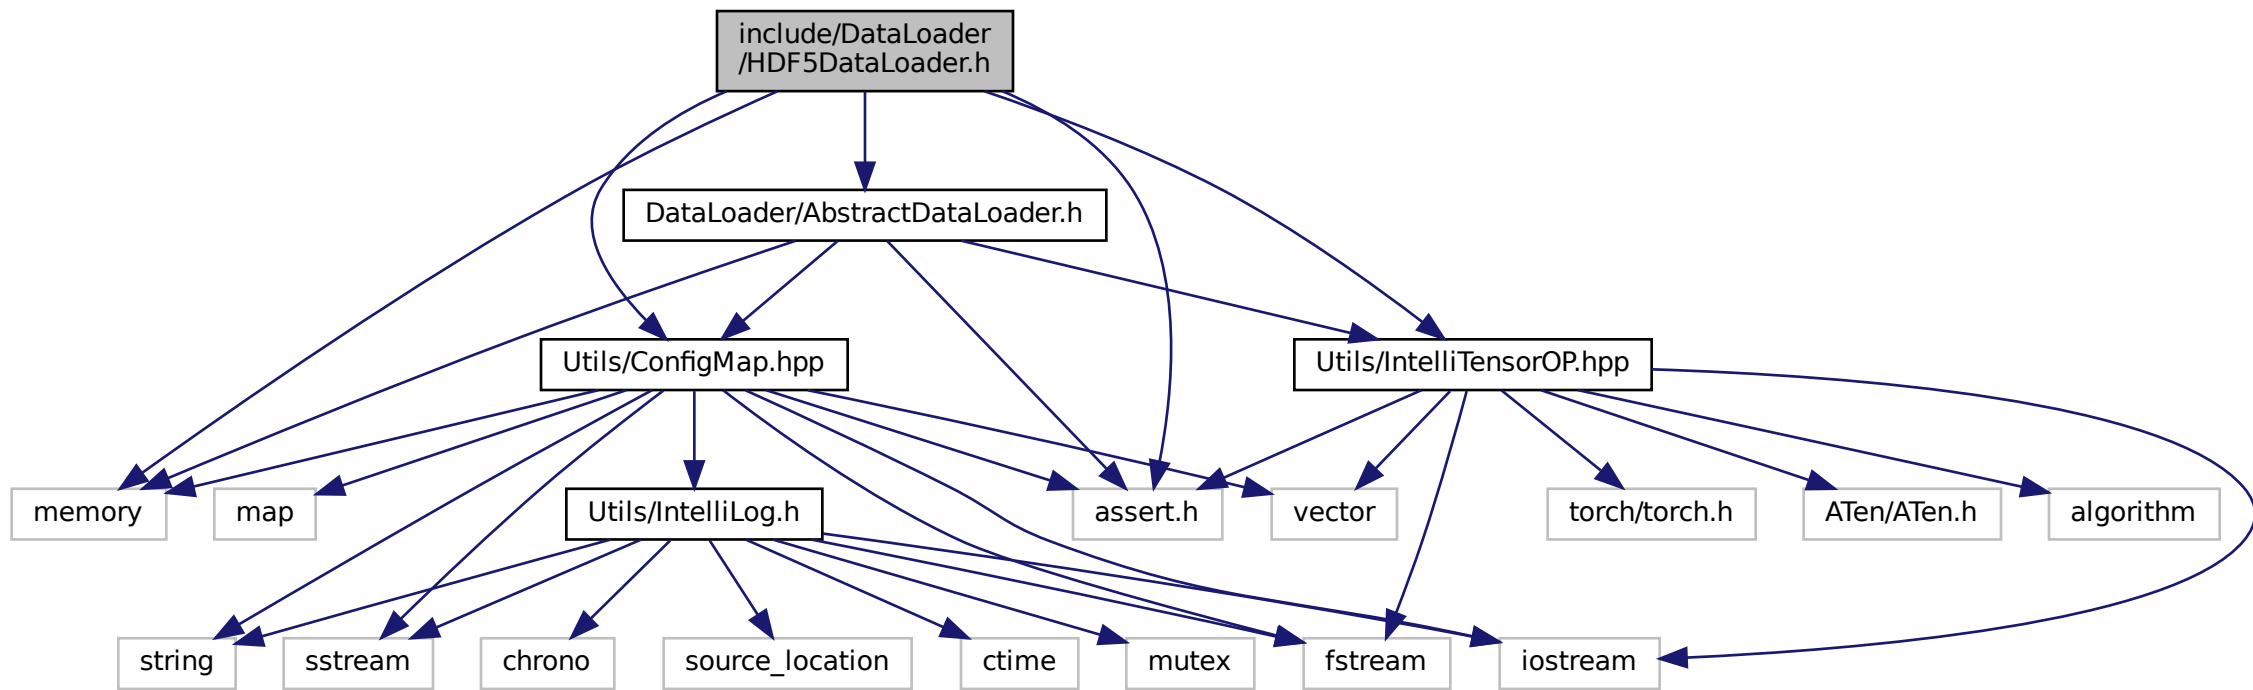 include/DataLoader
/HDF5DataLoader.h
DataLoader/AbstractDataLoader.h
Utils/ConfigMap.hpp
Utils/IntelliTensorOP.hpp
memory
map
Utils/IntelliLog.h
assert.h
vector
torch/torch.h
ATen/ATen.h
algorithm
string
sstream
chrono
source_location
ctime
mutex
fstream
iostream